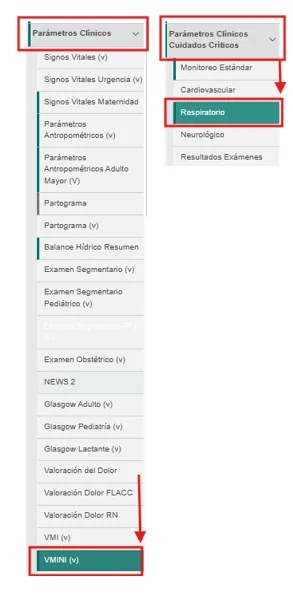 Parámetros Clínicos
Signos Vitales (v)
Signos Vitales Urgencia (v)
Signos Vitales Maternidad
Parámetros
Antropométricos (v)
Parámetros
Antropométricos Adulto
Mayor (V)
Partograma
Partograma (v)
Balance Hídrico Resumen
Examen Segmentario (v)
Examen Segmentario
Pediátrico (v)
Examen Obstétrico (v)
NEWS 2
Glasgow Adulto (v)
Glasgow Pediatría (v)
Glasgow Lactante (v)
Valoración del Dolor
Valoración Dolor FLACC
Valoración Dolor RN
VMI (v)
VMINI (v)
Parámetros Clínicos
Cuidados Críticos
Monitoreo Estándar
Cardiovascular
Respiratorio
Neurológico
Resultados Exámenes